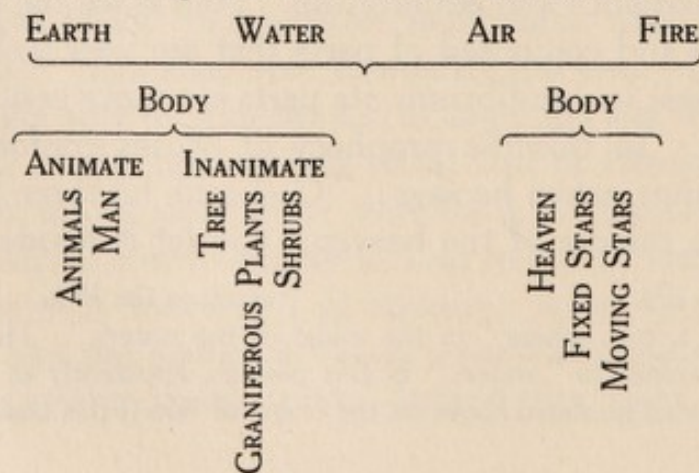 EARTH WATER AIR FIRE
BODY BODY
ANIMATE INANIMATE
ANIMALS
MAN
TREE
GRANIFEROUS PLANTS
SHRUBS
HEAVEN
FIXED STARS
MOVING STARS